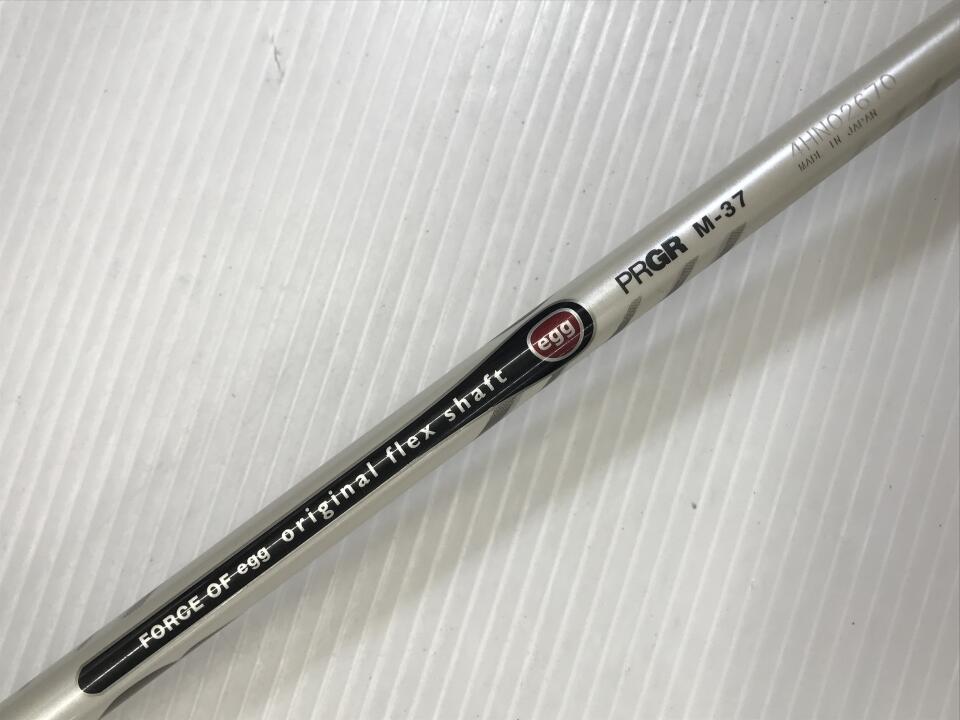 FORCE OF egg original flex shaft
egg
PRGR M-37
4HN02670
MADE IN JAPAN